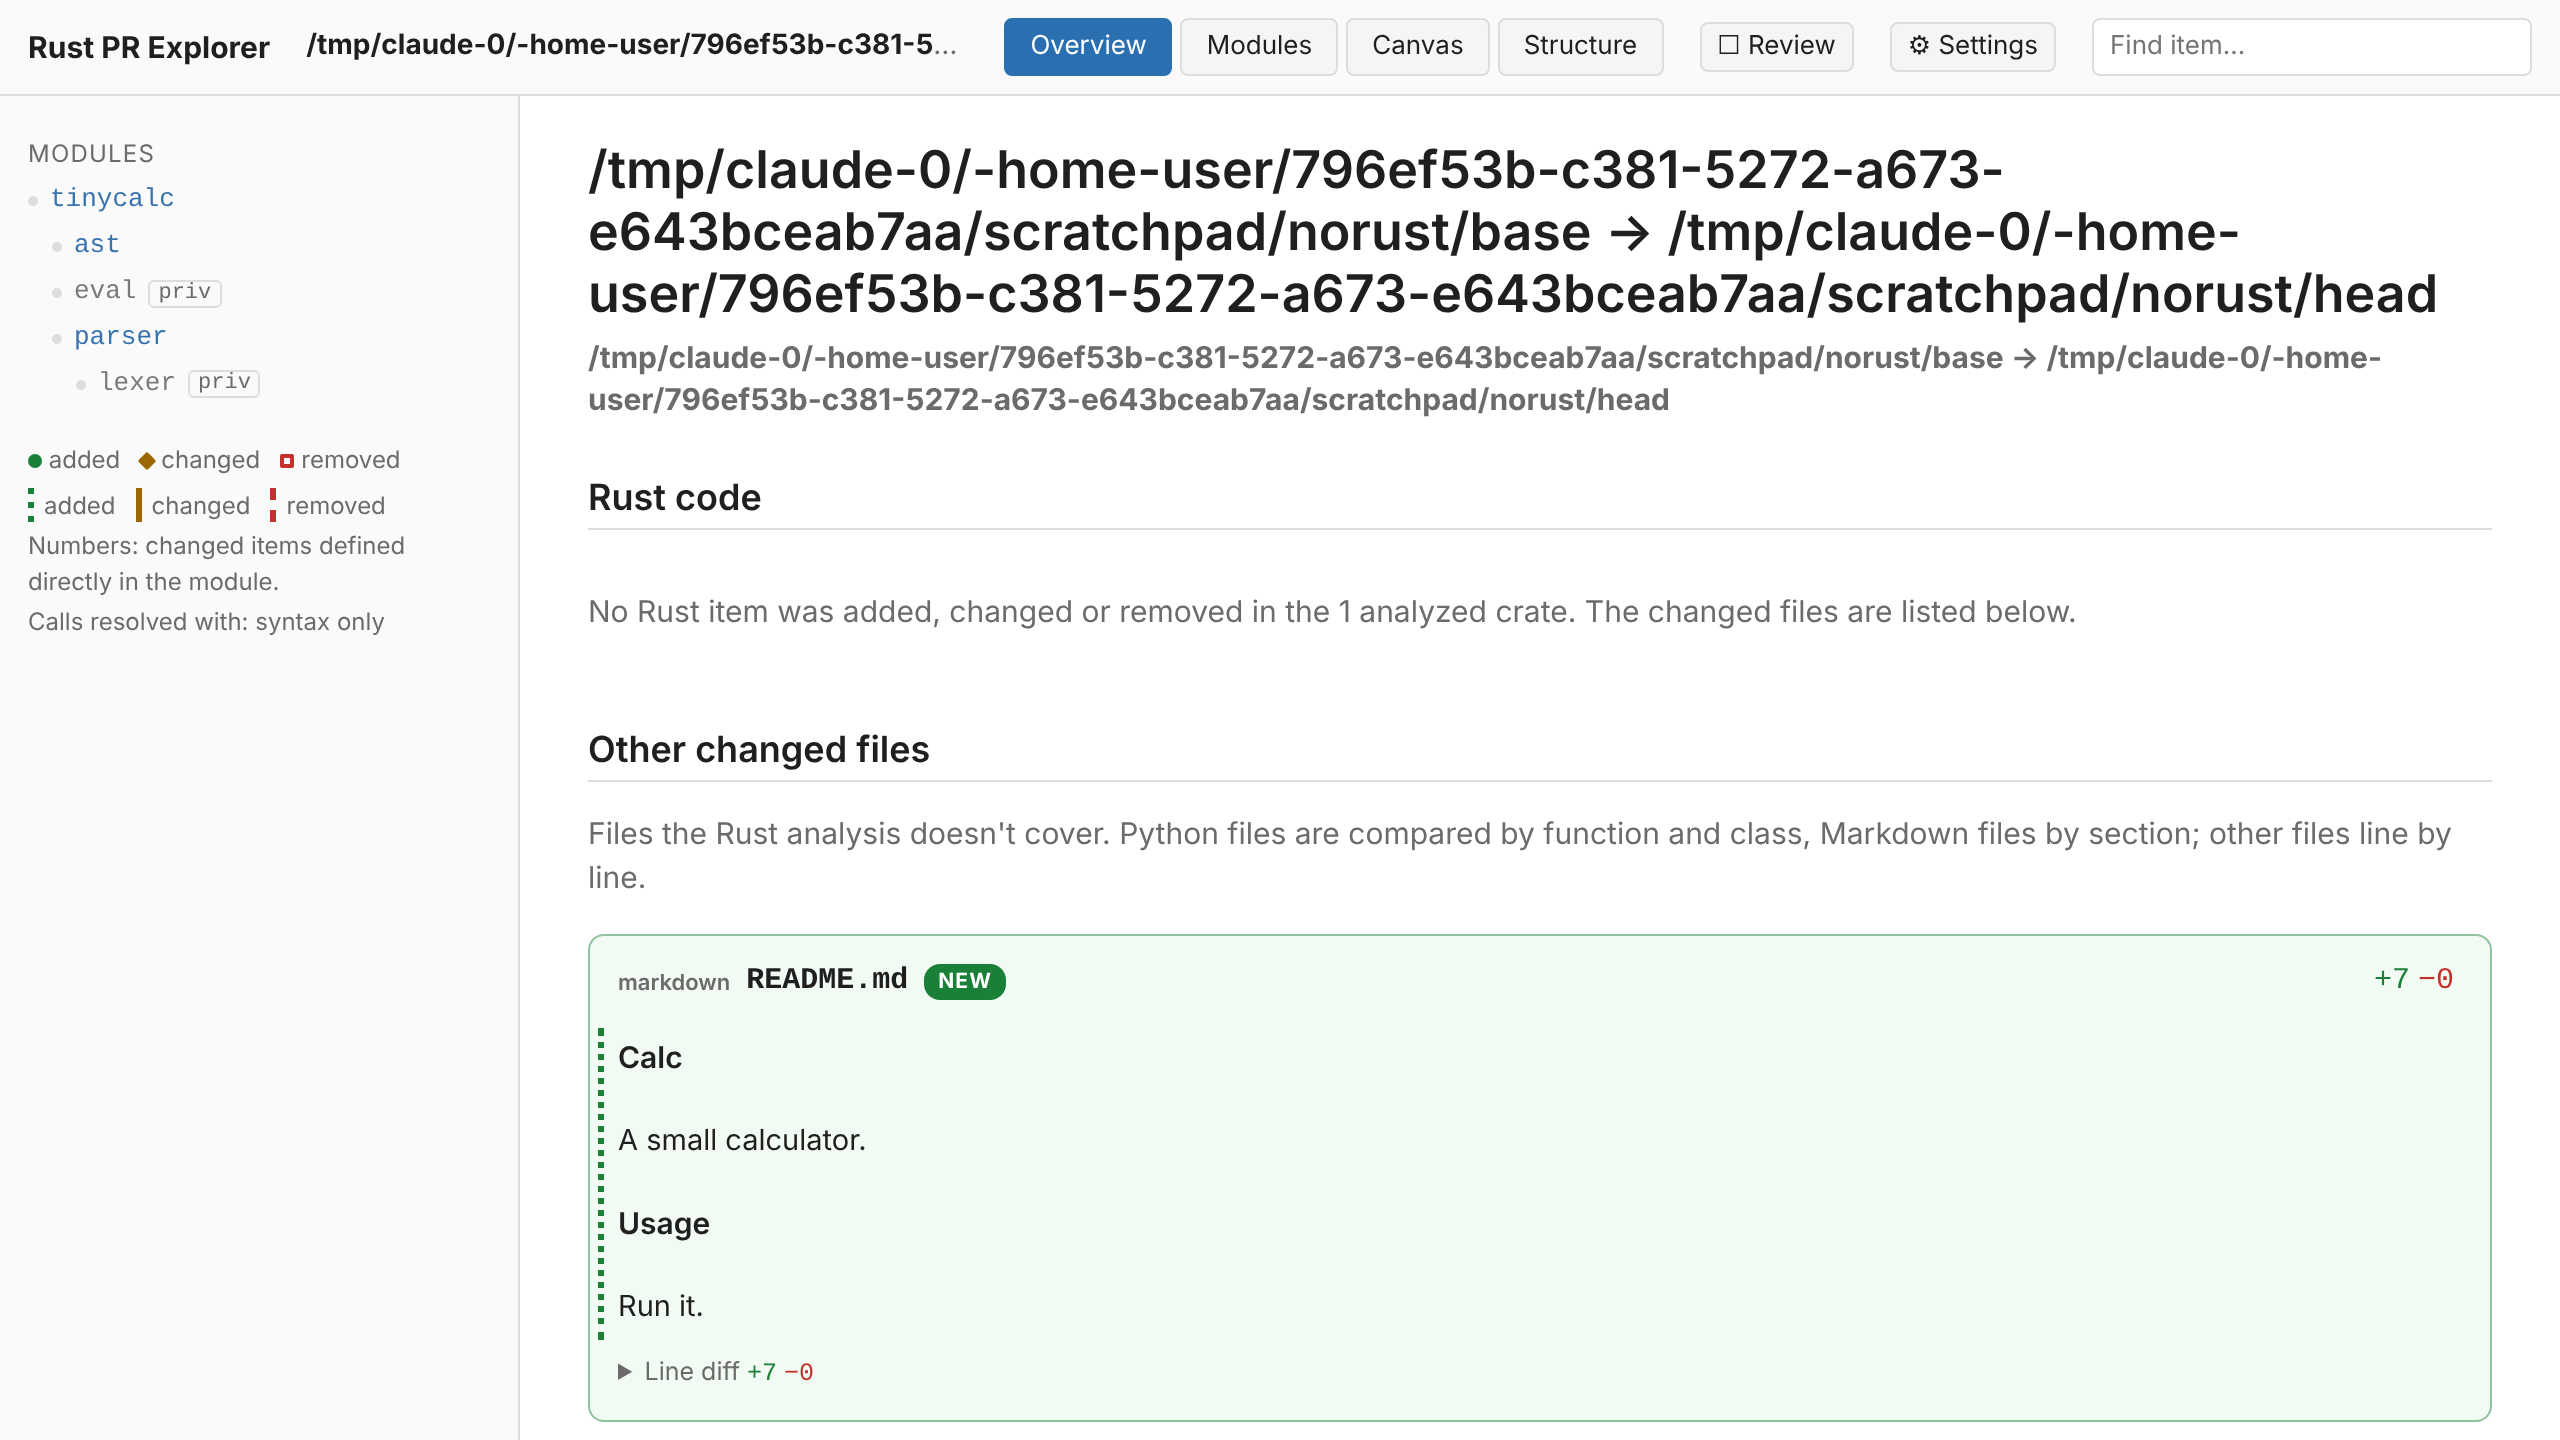 Rust PR Explorer
/tmp/claude-0/-home-user/796ef53b-c381-5…
Overview
Modules
Canvas
Structure
☐ Review
⚙ Settings
Find item...
MODULES
tinycalc
ast
eval priv
parser
lexer priv
added changed removed
added changed removed
Numbers: changed items defined
directly in the module.
Calls resolved with: syntax only
/tmp/claude-0/-home-user/796ef53b-c381-5272-a673-
e643bceab7aa/scratchpad/norust/base → /tmp/claude-0/-home-
user/796ef53b-c381-5272-a673-e643bceab7aa/scratchpad/norust/head
/tmp/claude-0/-home-user/796ef53b-c381-5272-a673-e643bceab7aa/scratchpad/norust/base → /tmp/claude-0/-home-
user/796ef53b-c381-5272-a673-e643bceab7aa/scratchpad/norust/head
Rust code
No Rust item was added, changed or removed in the 1 analyzed crate. The changed files are listed below.
Other changed files
Files the Rust analysis doesn't cover. Python files are compared by function and class, Markdown files by section; other files line by
line.
markdown README.md NEW +7 −0
Calc
A small calculator.
Usage
Run it.
▶ Line diff +7 −0